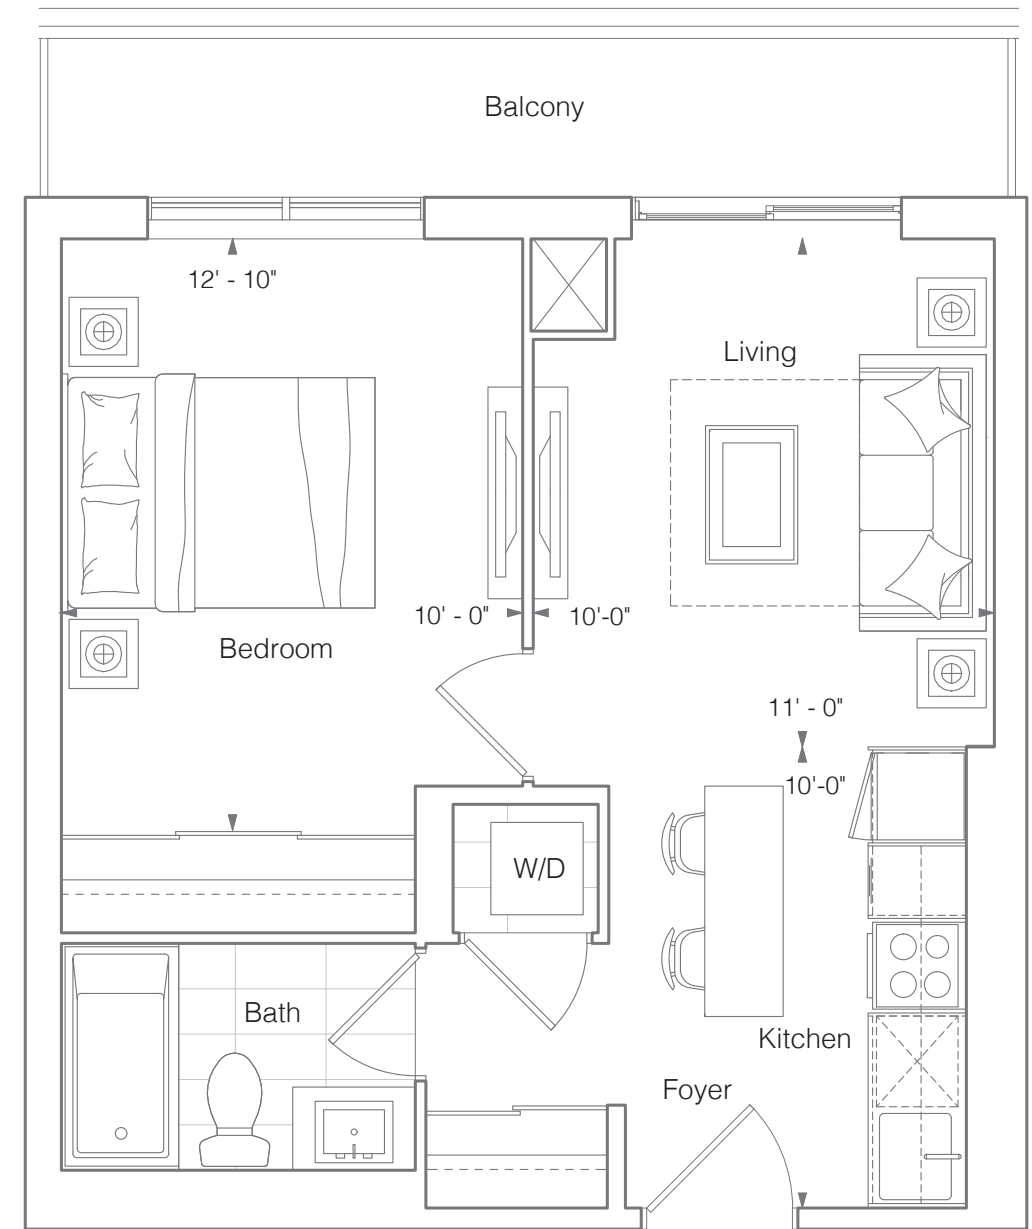 Balcony
12' - 10"
Living
10' - 0"
10'-0"
Bedroom
11' - 0"
10'-0"
W/D
Bath
Kitchen
Foyer